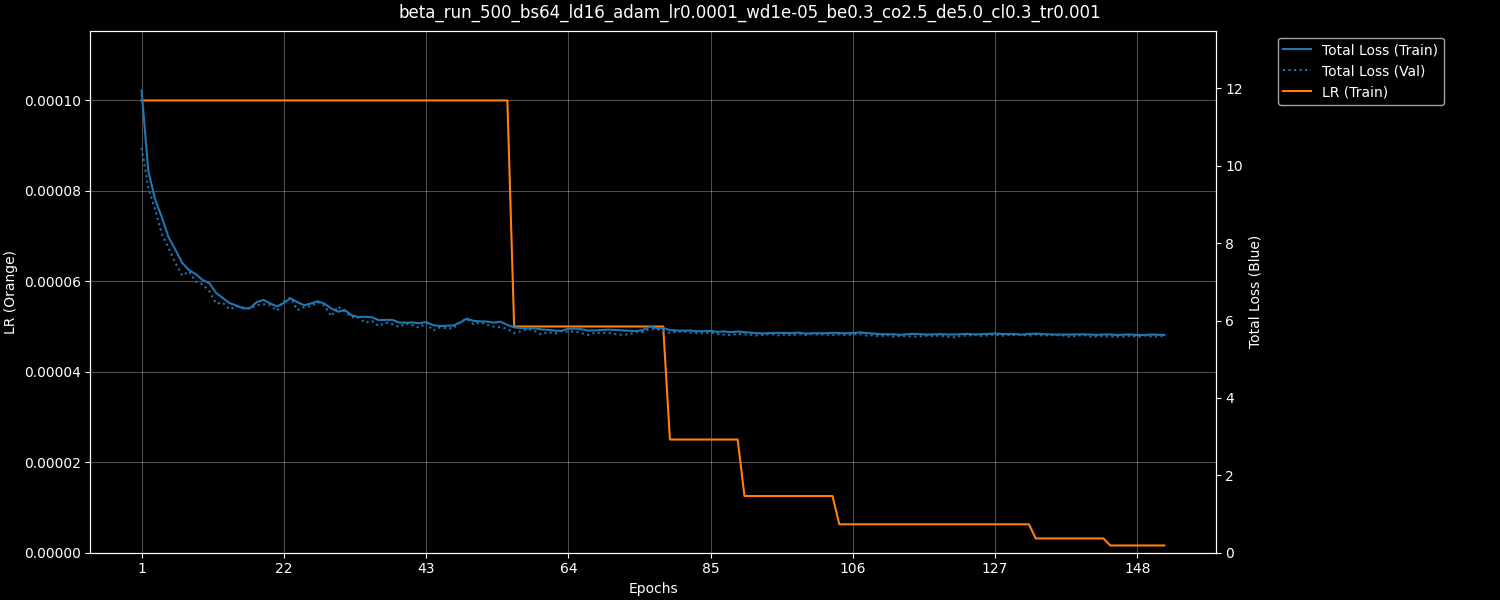 beta_run_500_bs64_ld16_adam_lr0.0001_wd1e-05_be0.3_co2.5_de5.0_cl0.3_tr0.001
Total Loss (Train)
Total Loss (Val)
LR (Train)
LR (Orange)
0.00010
0.00008
0.00006
0.00004
0.00002
0.00000
12
10
8
6
4
2
0
Total Loss (Blue)
1 22 43 64 85 106 127 148
Epochs